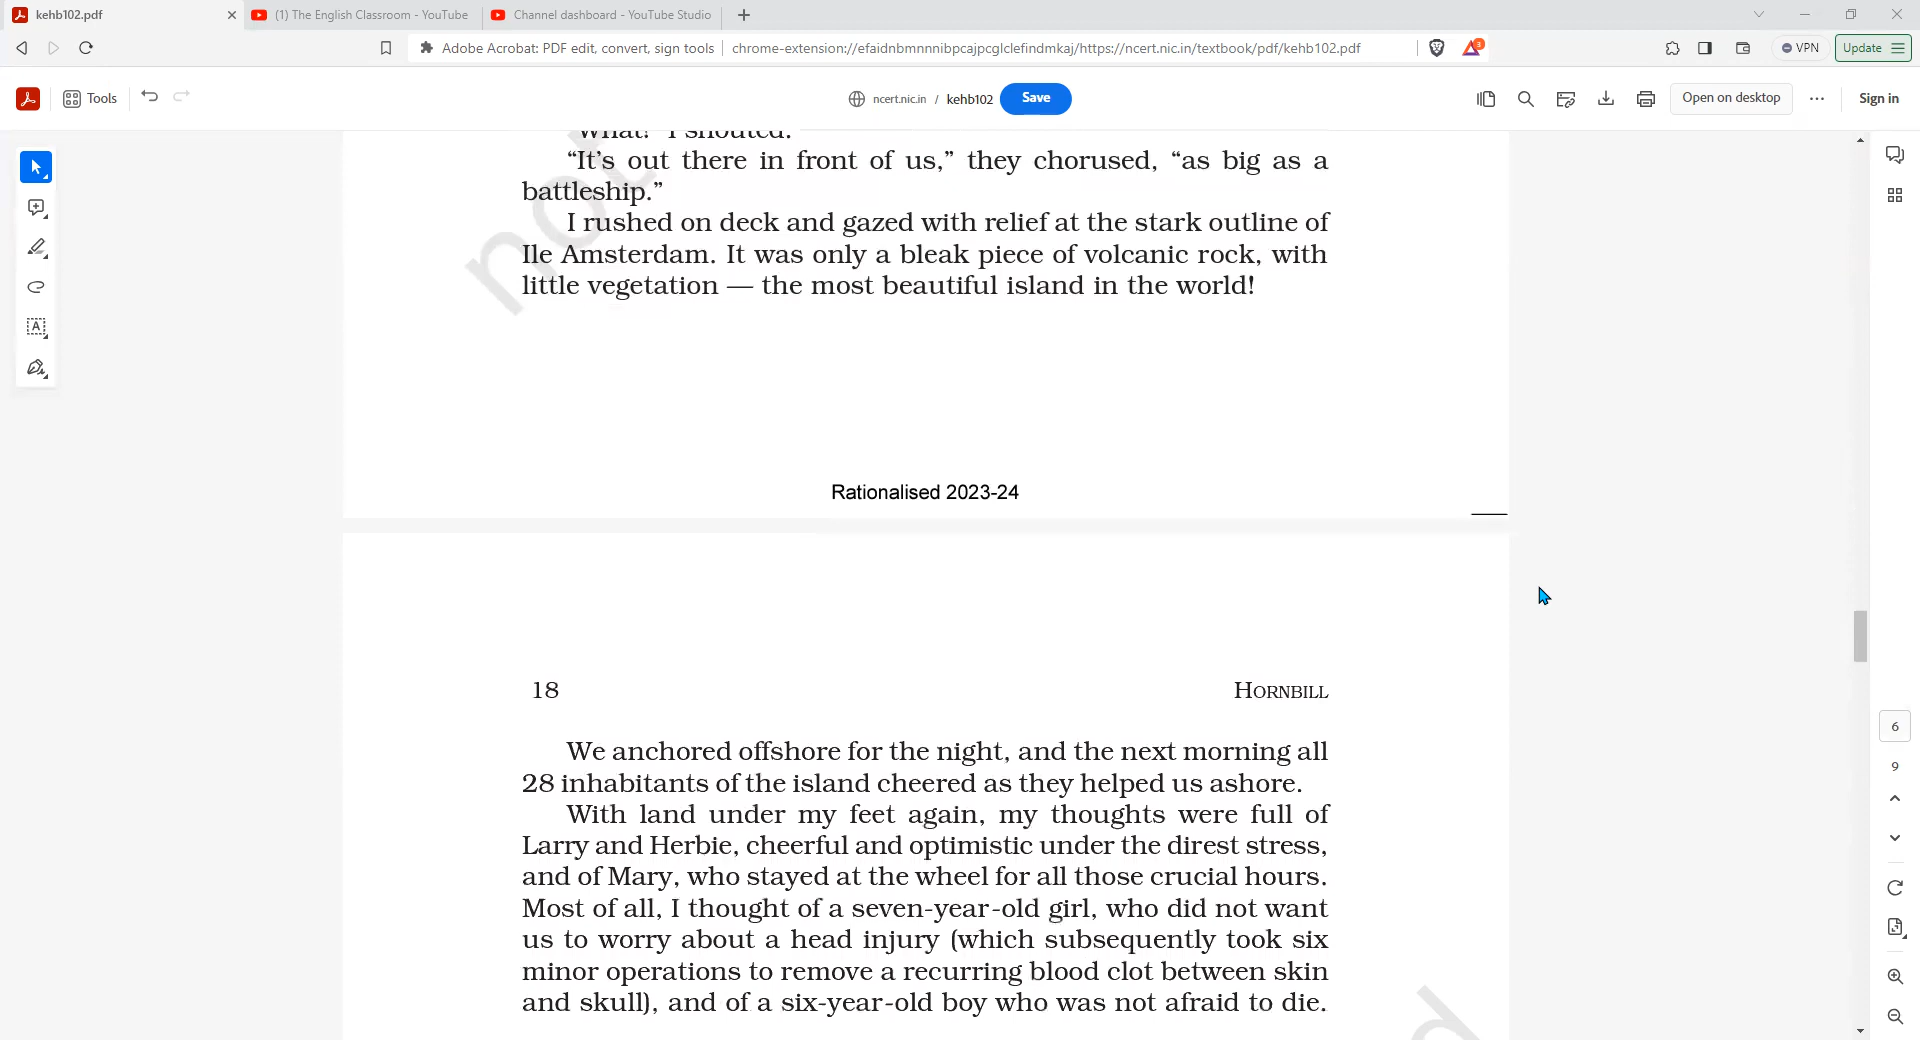 kehb102.pdf
(1) The English Classroom - YouTube
Channel dashboard - YouTube Studio
Adobe Acrobat: PDF edit, convert, sign tools
chrome-extension://efaidnbmnnnibpcajpcglclefindmkaj/https://ncert.nic.in/textbook/pdf/kehb102.pdf
3
VPN
Update
Tools
ncert.nic.in / kehb102
Save
Open on desktop
Sign in
“What!” I shouted.
“It’s out there in front of us,” they chorused, “as big as a
battleship.”
I rushed on deck and gazed with relief at the stark outline of
Ile Amsterdam. It was only a bleak piece of volcanic rock, with
little vegetation — the most beautiful island in the world!
not
Rationalised 2023-24
18
HORNBILL
We anchored offshore for the night, and the next morning all
28 inhabitants of the island cheered as they helped us ashore.
With land under my feet again, my thoughts were full of
Larry and Herbie, cheerful and optimistic under the direst stress,
and of Mary, who stayed at the wheel for all those crucial hours.
Most of all, I thought of a seven-year-old girl, who did not want
us to worry about a head injury (which subsequently took six
minor operations to remove a recurring blood clot between skin
and skull), and of a six-year-old boy who was not afraid to die.
d
6
9